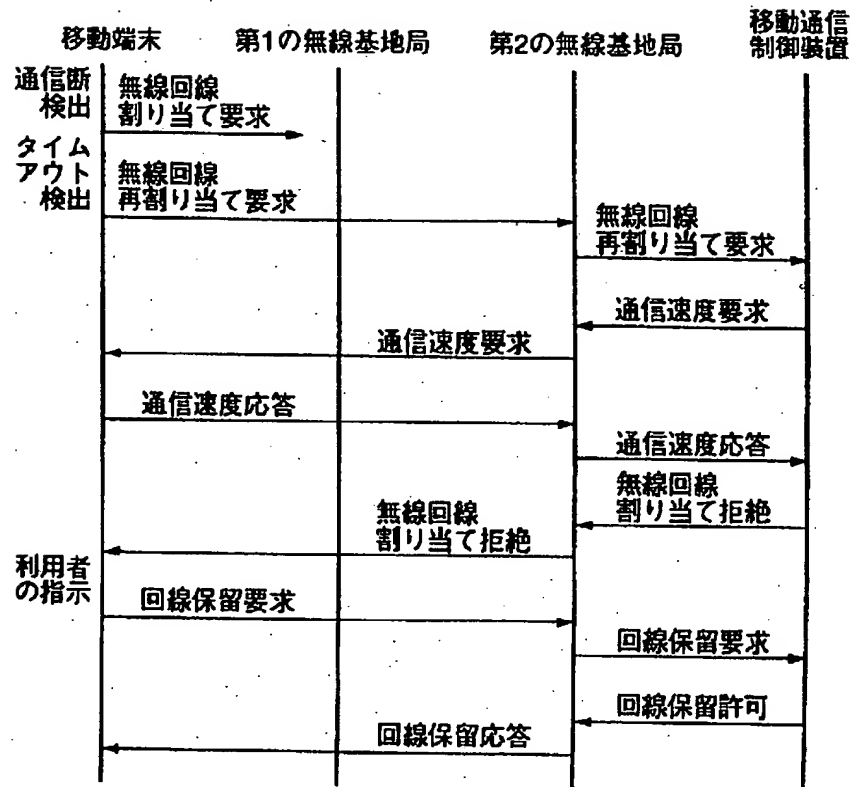 移動端末
第1の無線基地局
第2の無線基地局
移動通信
制御装置
通信断
検出
無線回線
割り当て要求
タイム
アウト
検出
無線回線
再割り当て要求
無線回線
再割り当て要求
通信速度要求
通信速度要求
通信速度応答
通信速度応答
無線回線
割り当て拒絶
無線回線
割り当て拒絶
利用者
の指示
回線保留要求
回線保留要求
回線保留許可
回線保留応答